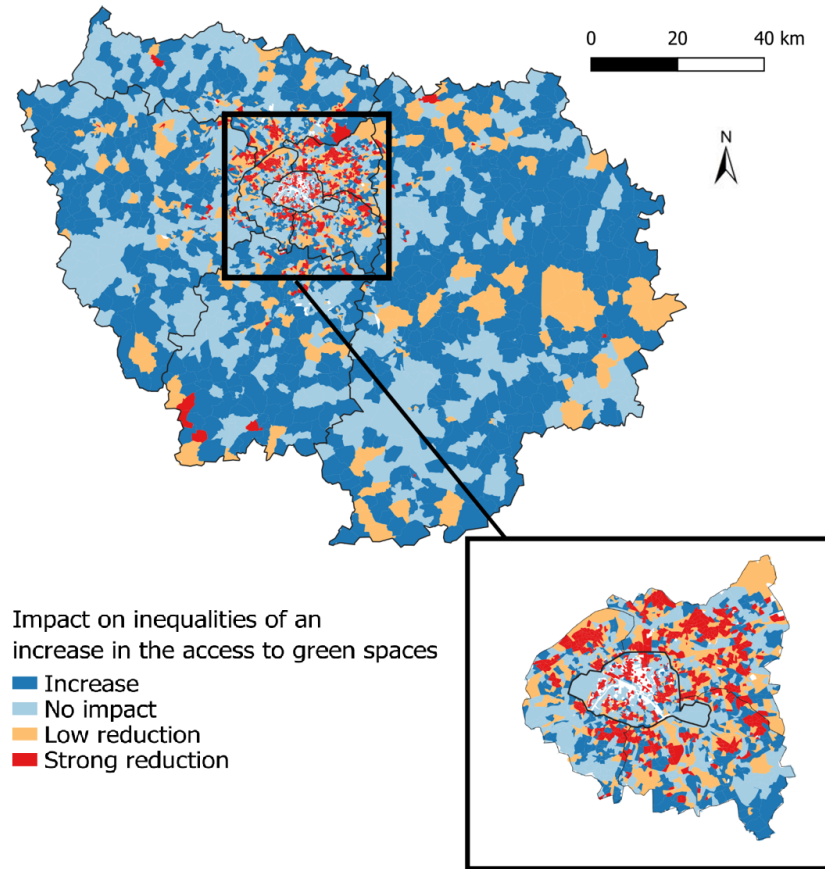 0 20 40 km
N
Impact on inequalities of an
increase in the access to green spaces
Increase
No impact
Low reduction
Strong reduction